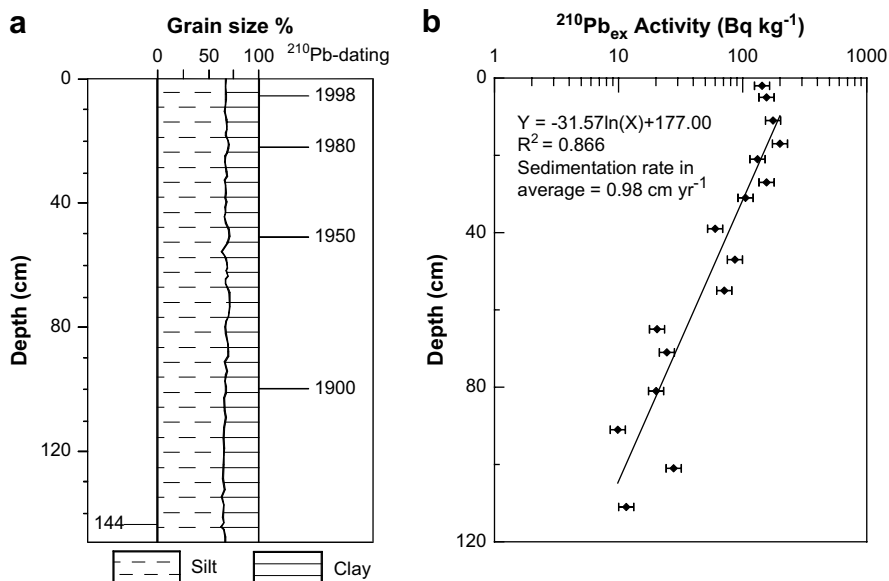 a
Grain size %
0 50 100
²¹⁰Pb-dating
Depth (cm)
0
40
80
120
144
1998
1980
1950
1900
Silt
Clay
b
²¹⁰Pbₑₓ Activity (Bq kg⁻¹)
1 10 100 1000
Depth (cm)
0
40
80
120
Y = -31.57ln(X)+177.00
R² = 0.866
Sedimentation rate in
average = 0.98 cm yr⁻¹